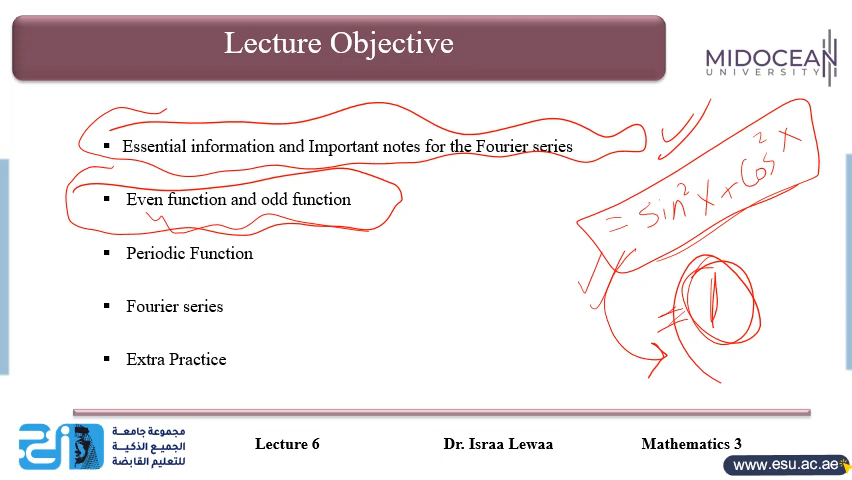 Lecture Objective
MIDOCEAN
UNIVERSITY
▪ Essential information and Important notes for the Fourier series
= Sin² X + Cos² X
▪ Even function and odd function
▪ Periodic Function
= 1
▪ Fourier series
▪ Extra Practice
مجموعة جامعة
الجميع الذكية
للتعليم القابضة
Lecture 6
Dr. Israa Lewaa
Mathematics 3
www.esu.ac.ae